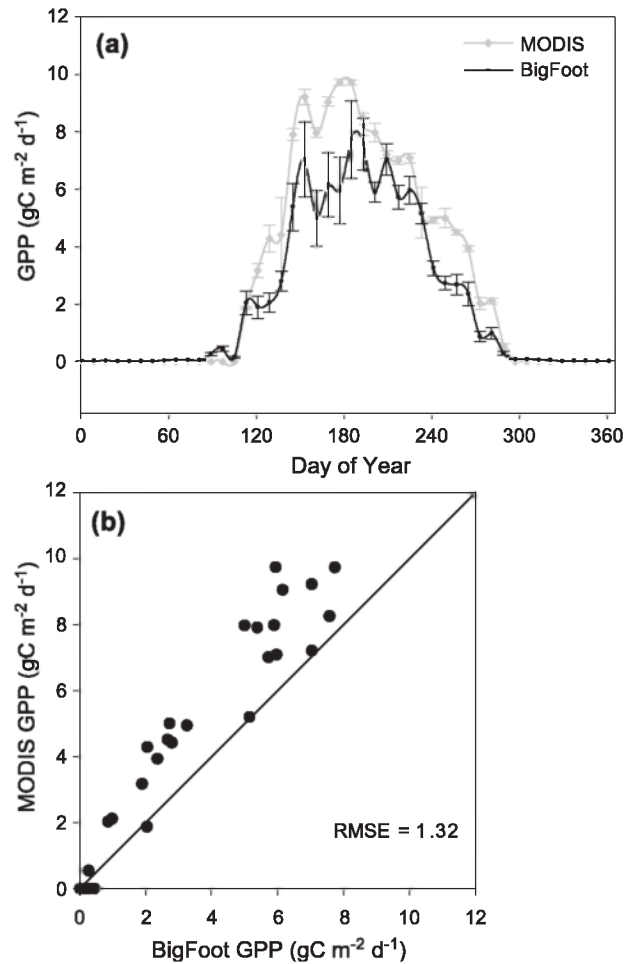 12
(a)
MODIS
BigFoot
10
8
6
4
2
0
GPP (gC m⁻² d⁻¹)
0 60 120 180 240 300 360
Day of Year
12
(b)
10
8
6
4
2
0
MODIS GPP (gC m⁻² d⁻¹)
RMSE = 1.32
0 2 4 6 8 10 12
BigFoot GPP (gC m⁻² d⁻¹)